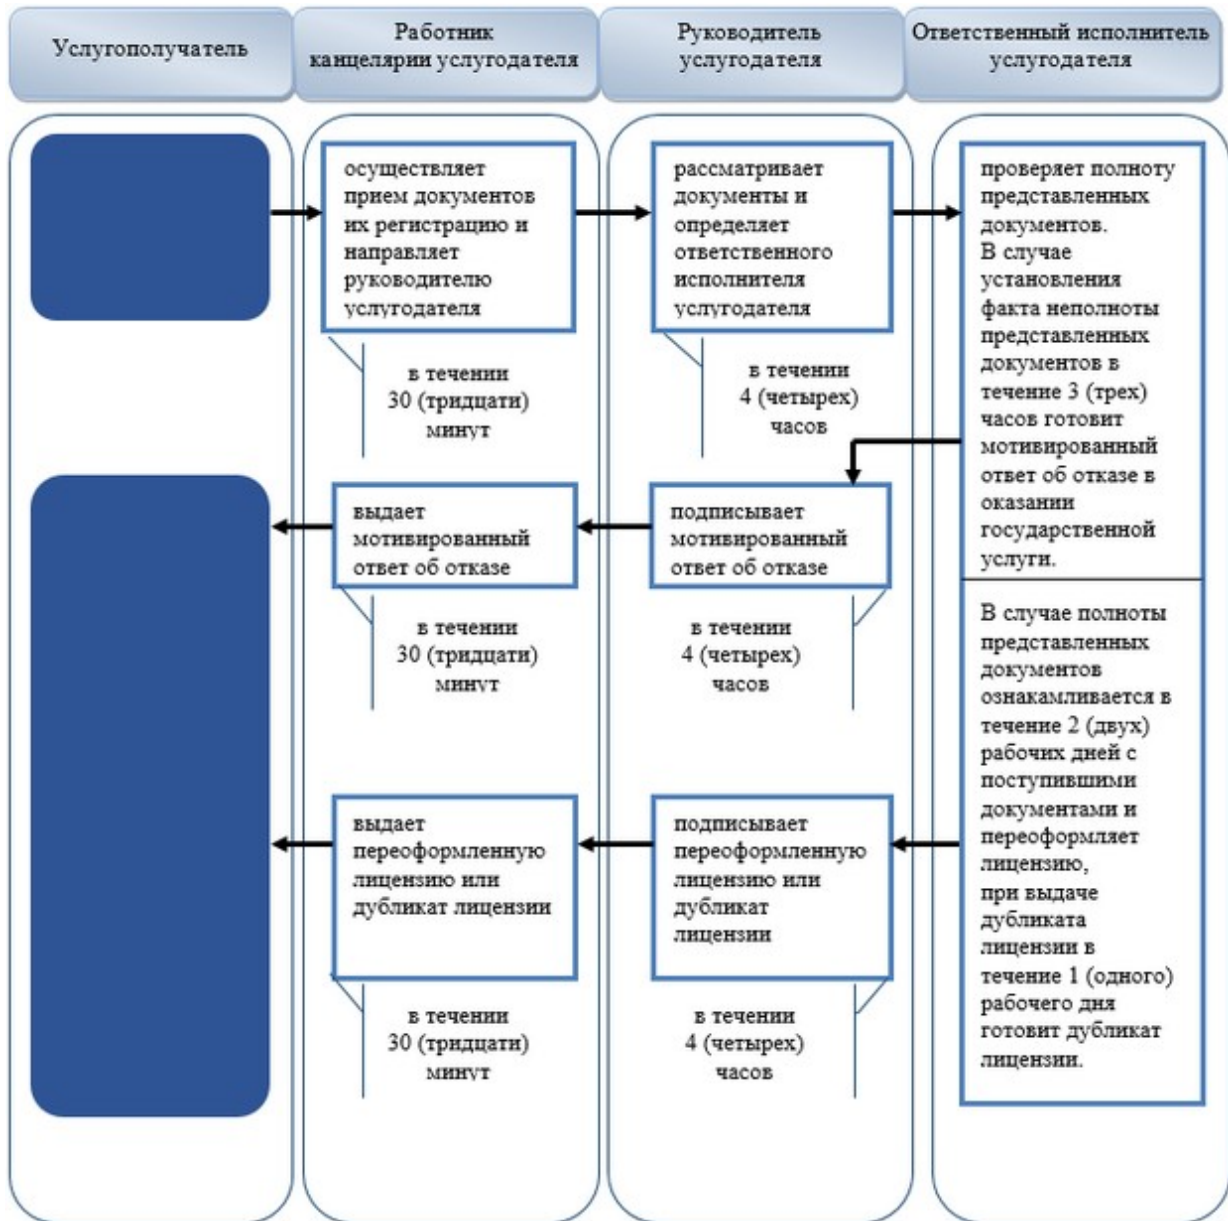 Услугополучатель
Работник
канцелярии услугодателя
Руководитель
услугодателя
Ответственный исполнитель
услугодателя
осуществляет
прием документов
их регистрацию и
направляет
руководителю
услугодателя
в течении
30 (тридцати)
минут
рассматривает
документы и
определяет
ответственного
исполнителя
услугодателя
в течении
4 (четырех)
часов
проверяет полноту
представленных
документов.
В случае
установления
факта неполноты
представленных
документов в
течение 3 (трех)
часов готовит
мотивированный
ответ об отказе в
оказании
государственной
услуги.
подписывает
мотивированный
ответ об отказе
в течении
4 (четырех)
часов
выдает
мотивированный
ответ об отказе
в течении
30 (тридцати)
минут
В случае полноты
представленных
документов
ознакамливается в
течение 2 (двух)
рабочих дней с
поступившими
документами и
переоформляет
лицензию,
при выдаче
дубликата
лицензии в
течение 1 (одного)
рабочего дня
готовит дубликат
лицензии.
подписывает
переоформленную
лицензию или
дубликат
лицензии
в течении
4 (четырех)
часов
выдает
переоформленную
лицензию или
дубликат лицензии
в течении
30 (тридцати)
минут